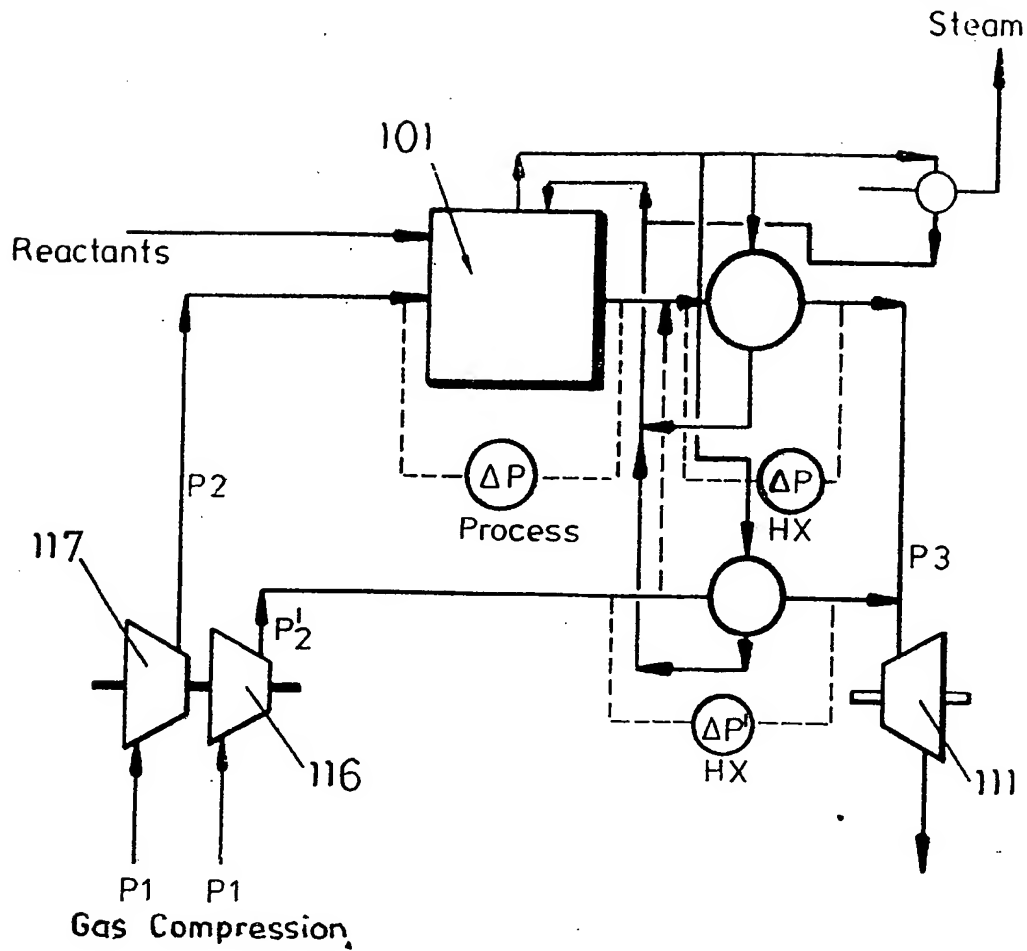 Steam
101
Reactants
P2
ΔP
Process
ΔP
HX
P3
117
P'2
116
ΔP'
HX
111
P1
P1
Gas Compression